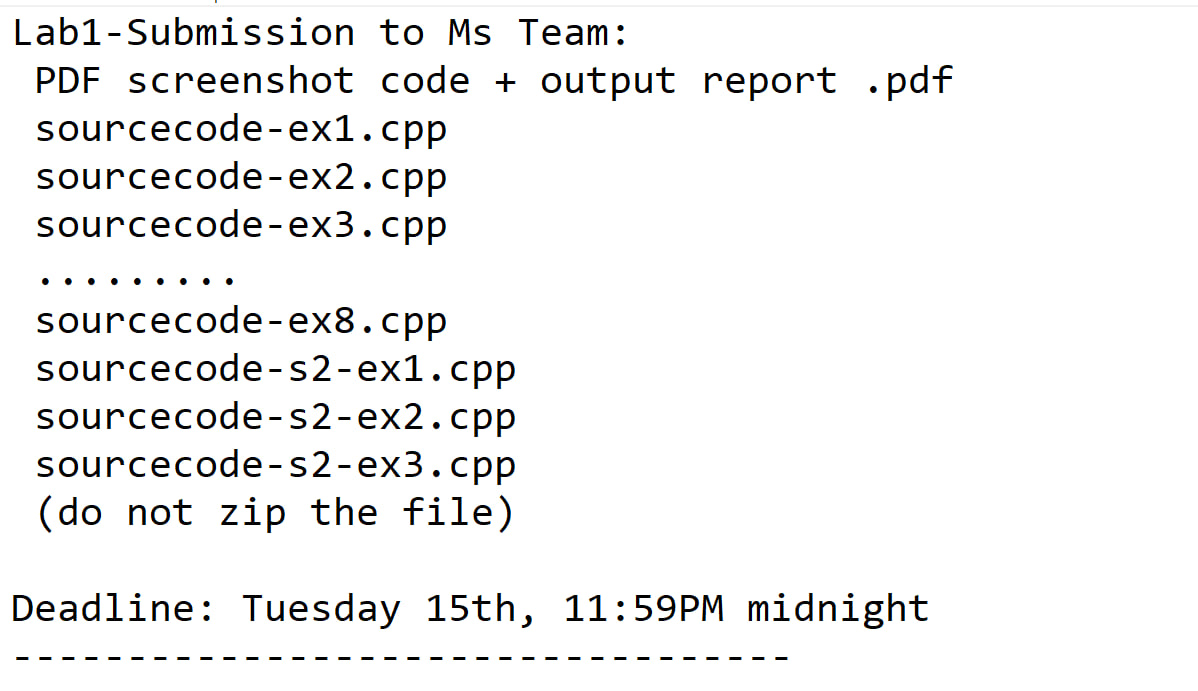 Lab1-Submission to Ms Team:
PDF screenshot code + output report .pdf
sourcecode-ex1.cpp
sourcecode-ex2.cpp
sourcecode-ex3.cpp
.........
sourcecode-ex8.cpp
sourcecode-s2-ex1.cpp
sourcecode-s2-ex2.cpp
sourcecode-s2-ex3.cpp
(do not zip the file)
Deadline: Tuesday 15th, 11:59PM midnight
----------------------------------